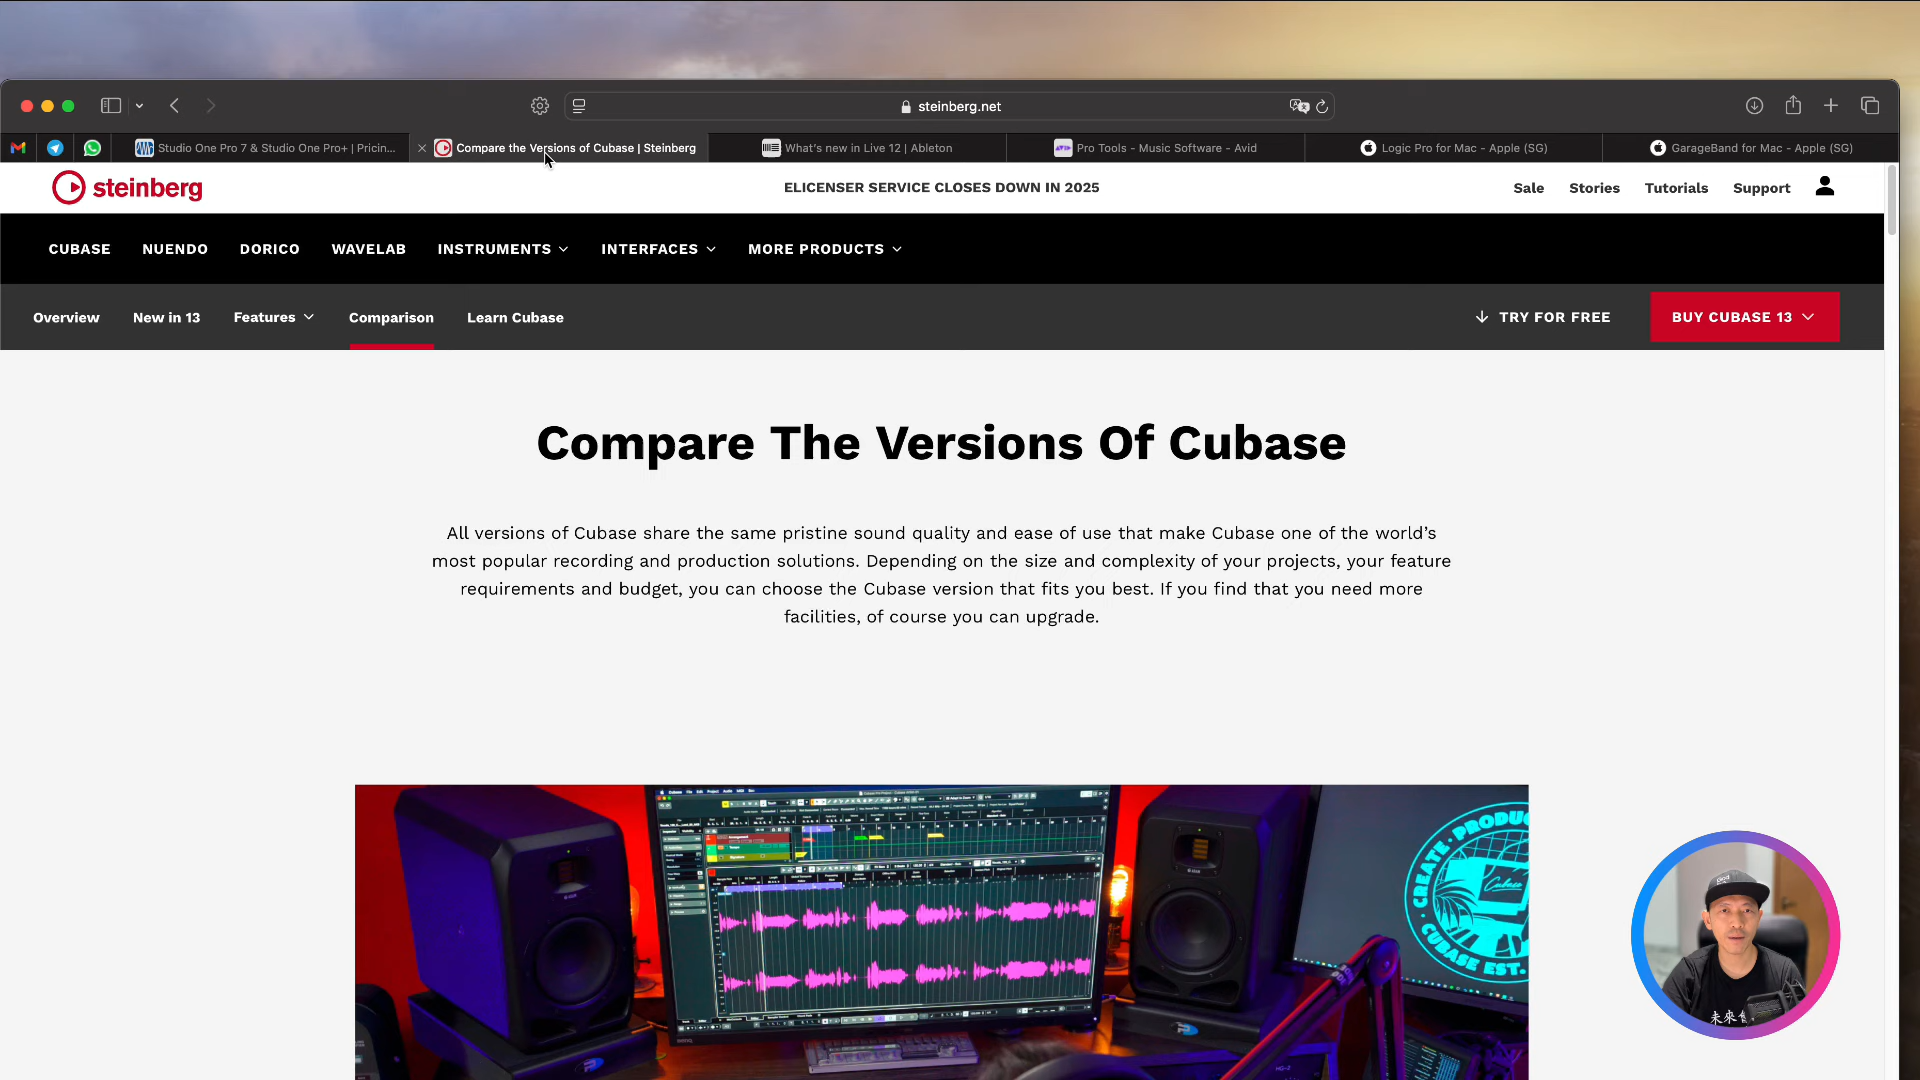 steinberg.net
Studio One Pro 7 & Studio One Pro+ | Pricin...
Compare the Versions of Cubase | Steinberg
What's new in Live 12 | Ableton
Pro Tools - Music Software - Avid
Logic Pro for Mac - Apple (SG)
GarageBand for Mac - Apple (SG)
steinberg
ELICENSER SERVICE CLOSES DOWN IN 2025
Sale
Stories
Tutorials
Support
CUBASE
NUENDO
DORICO
WAVELAB
INSTRUMENTS
INTERFACES
MORE PRODUCTS
Overview
New in 13
Features
Comparison
Learn Cubase
TRY FOR FREE
BUY CUBASE 13
Compare The Versions Of Cubase
All versions of Cubase share the same pristine sound quality and ease of use that make Cubase one of the world's
most popular recording and production solutions. Depending on the size and complexity of your projects, your feature
requirements and budget, you can choose the Cubase version that fits you best. If you find that you need more
facilities, of course you can upgrade.
CREATE · PRODUC
Cubase
CUBASE EST.
未來